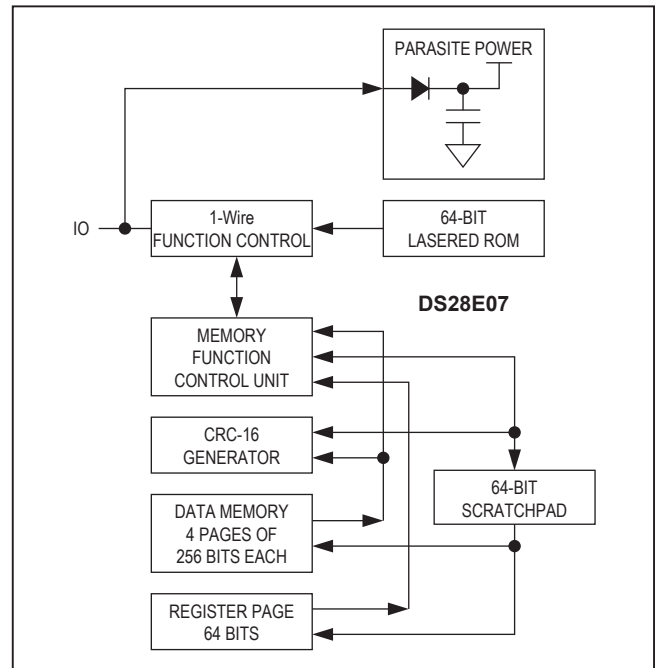 PARASITE POWER
IO
1-Wire
FUNCTION CONTROL
64-BIT
LASERED ROM
DS28E07
MEMORY
FUNCTION
CONTROL UNIT
CRC-16
GENERATOR
64-BIT
SCRATCHPAD
DATA MEMORY
4 PAGES OF
256 BITS EACH
REGISTER PAGE
64 BITS